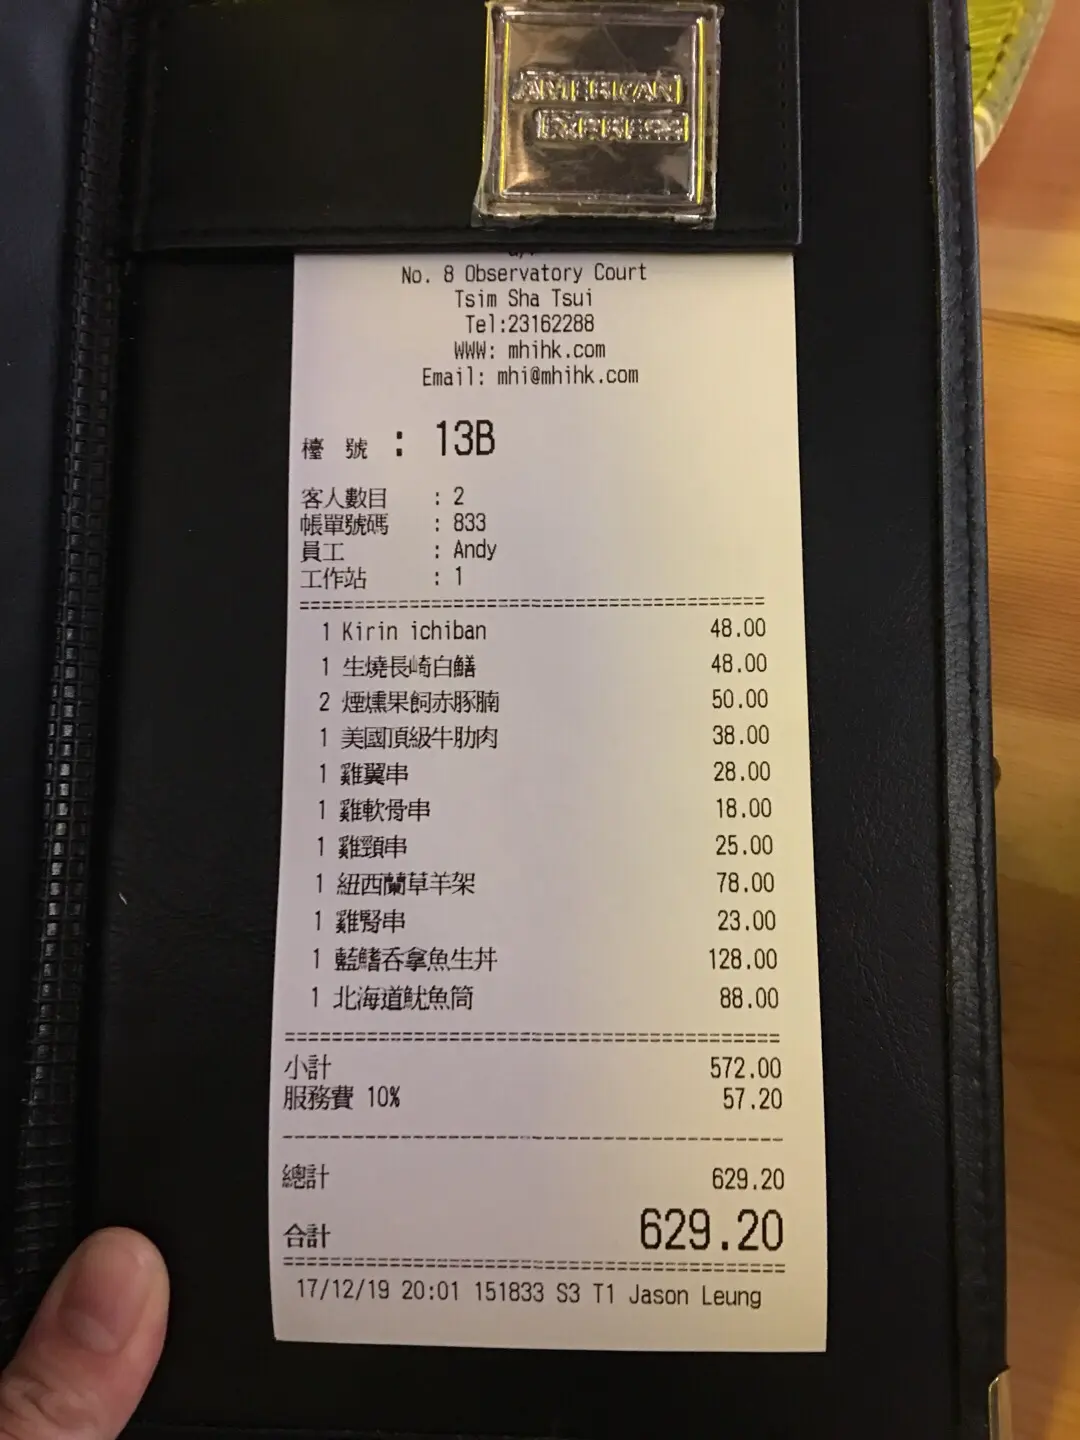 AMERICAN
EXPRESS
No. 8 Observatory Court
Tsim Sha Tsui
Tel:23162288
WWW: mhihk.com
Email: mhi@mhihk.com
檯 號 : 13B
客人數目 : 2
帳單號碼 : 833
員工 : Andy
工作站 : 1
1 Kirin ichiban 48.00
1 生燒長崎白鱔 48.00
2 煙燻果飼赤豚腩 50.00
1 美國頂級牛肋肉 38.00
1 雞翼串 28.00
1 雞軟骨串 18.00
1 雞頸串 25.00
1 紐西蘭草羊架 78.00
1 雞腎串 23.00
1 藍鰭吞拿魚生丼 128.00
1 北海道魷魚筒 88.00
小計 572.00
服務費 10% 57.20
總計 629.20
合計 629.20
17/12/19 20:01 151833 S3 T1 Jason Leung